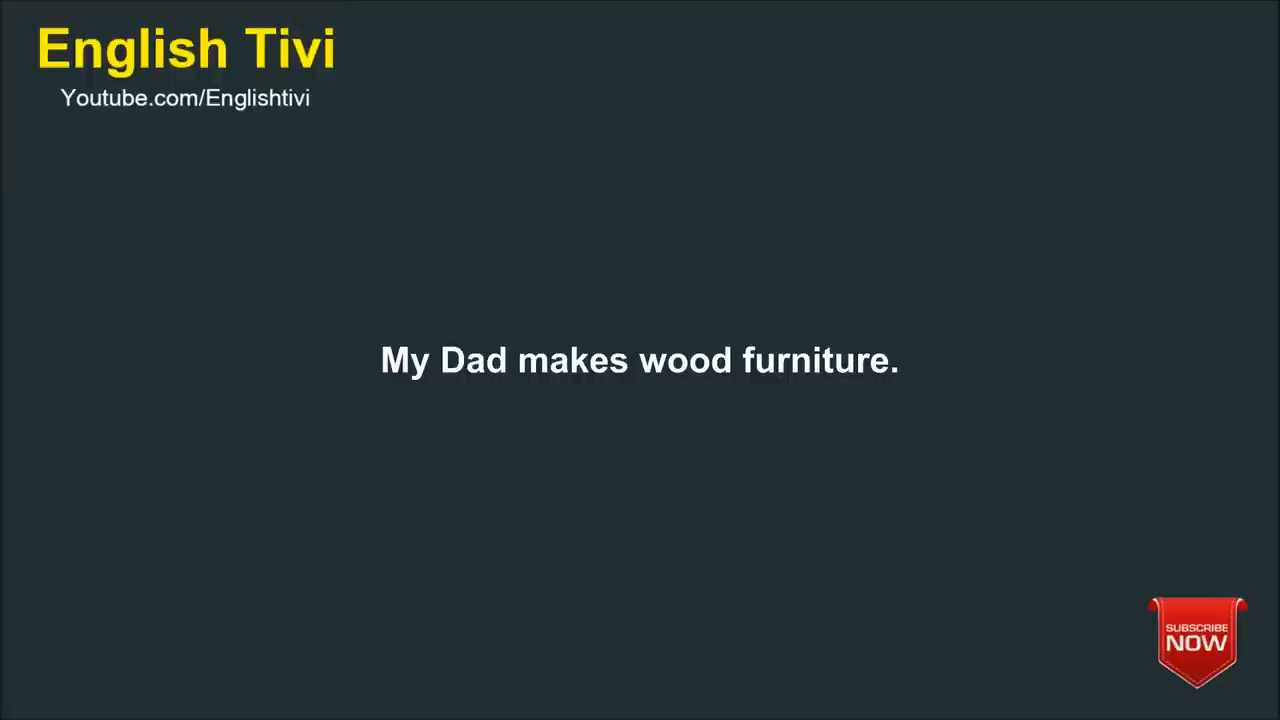 English Tivi
Youtube.com/Englishtivi
My Dad makes wood furniture.
SUBSCRIBE
NOW